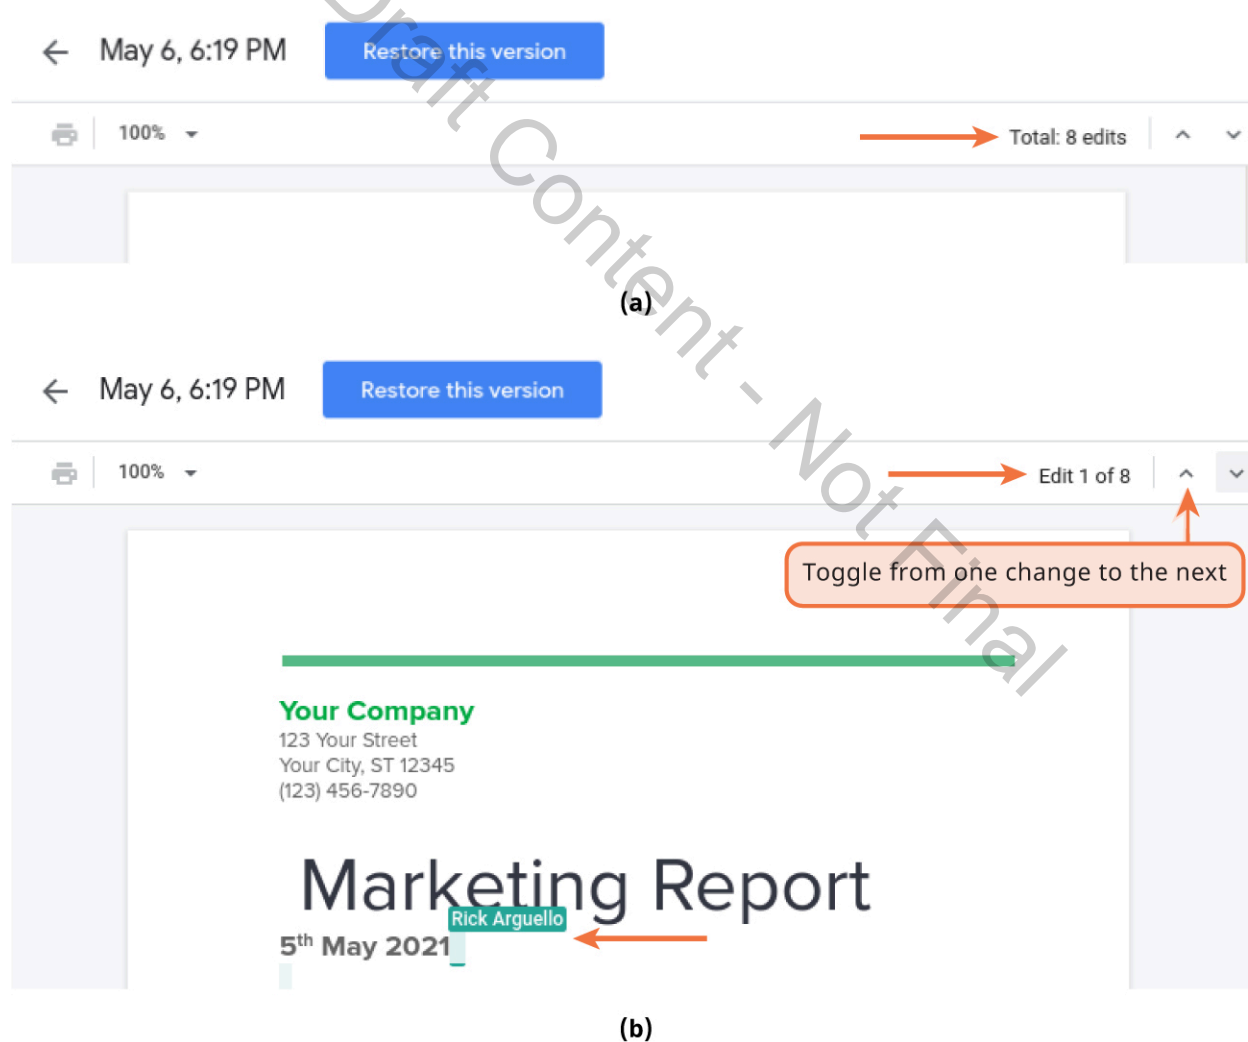 May 6, 6:19 PM
Restore this version
100%
Total: 8 edits
(a)
May 6, 6:19 PM
Restore this version
100%
Edit 1 of 8
Toggle from one change to the next
Your Company
123 Your Street
Your City, ST 12345
(123) 456-7890
Marketing Report
Rick Arguello
5th May 2021
(b)
Draft Content - Not Final